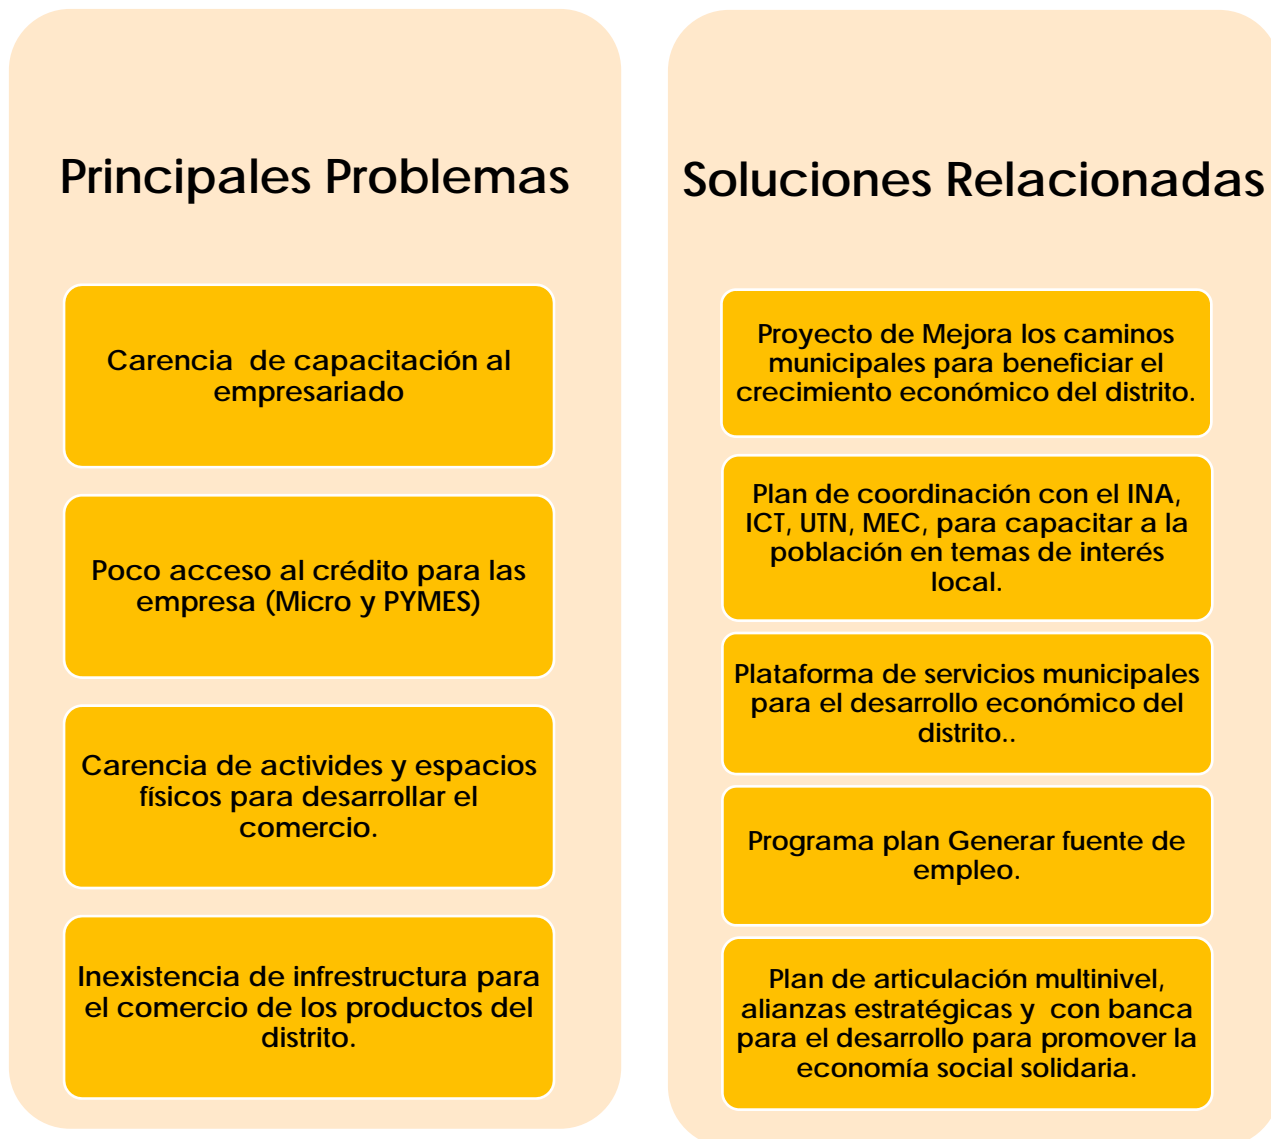 Principales Problemas
Carencia  de capacitación al
empresariado
Poco acceso al crédito para las
empresa (Micro y PYMES)
Carencia de activides y espacios
físicos para desarrollar el
comercio.
Inexistencia de infrestructura para
el comercio de los productos del
distrito.
Soluciones Relacionadas
Proyecto de Mejora los caminos
municipales para beneficiar el
crecimiento económico del distrito.
Plan de coordinación con el INA,
ICT, UTN, MEC, para capacitar a la
población en temas de interés
local.
Plataforma de servicios municipales
para el desarrollo económico del
distrito..
Programa plan Generar fuente de
empleo.
Plan de articulación multinivel,
alianzas estratégicas y  con banca
para el desarrollo para promover la
economía social solidaria.